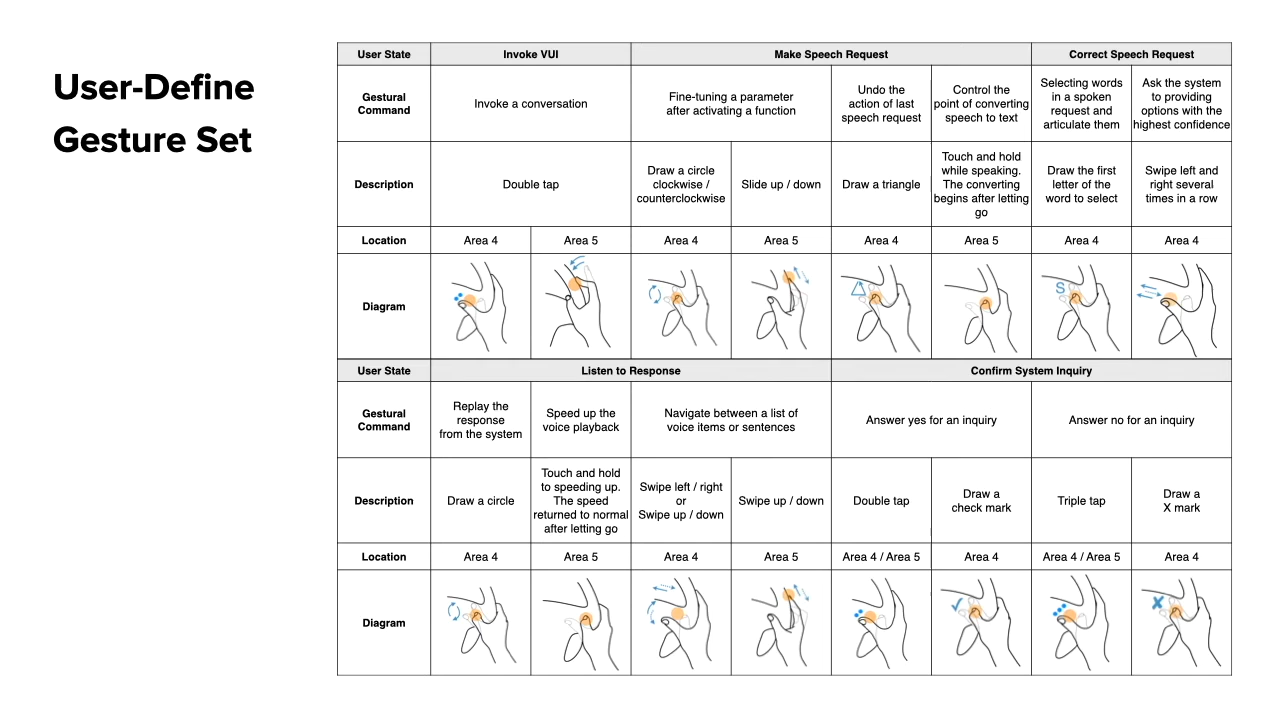 User-Define
Gesture Set
User State
Invoke VUI
Make Speech Request
Correct Speech Request
Gestural
Command
Invoke a conversation
Fine-tuning a parameter
after activating a function
Undo the
action of last
speech request
Control the
point of converting
speech to text
Selecting words
in a spoken
request and
articulate them
Ask the system
to providing
options with the
highest confidence
Description
Double tap
Draw a circle
clockwise /
counterclockwise
Slide up / down
Draw a triangle
Touch and hold
while speaking.
The converting
begins after letting
go
Draw the first
letter of the
word to select
Swipe left and
right several
times in a row
Location
Area 4
Area 5
Area 4
Area 5
Area 4
Area 5
Area 4
Area 4
Diagram
S
User State
Listen to Response
Confirm System Inquiry
Gestural
Command
Replay the
response
from the system
Speed up the
voice playback
Navigate between a list of
voice items or sentences
Answer yes for an inquiry
Answer no for an inquiry
Description
Draw a circle
Touch and hold
to speeding up.
The speed
returned to normal
after letting go
Swipe left / right
or
Swipe up / down
Swipe up / down
Double tap
Draw a
check mark
Triple tap
Draw a
X mark
Location
Area 4
Area 5
Area 4
Area 5
Area 4 / Area 5
Area 4
Area 4 / Area 5
Area 4
Diagram